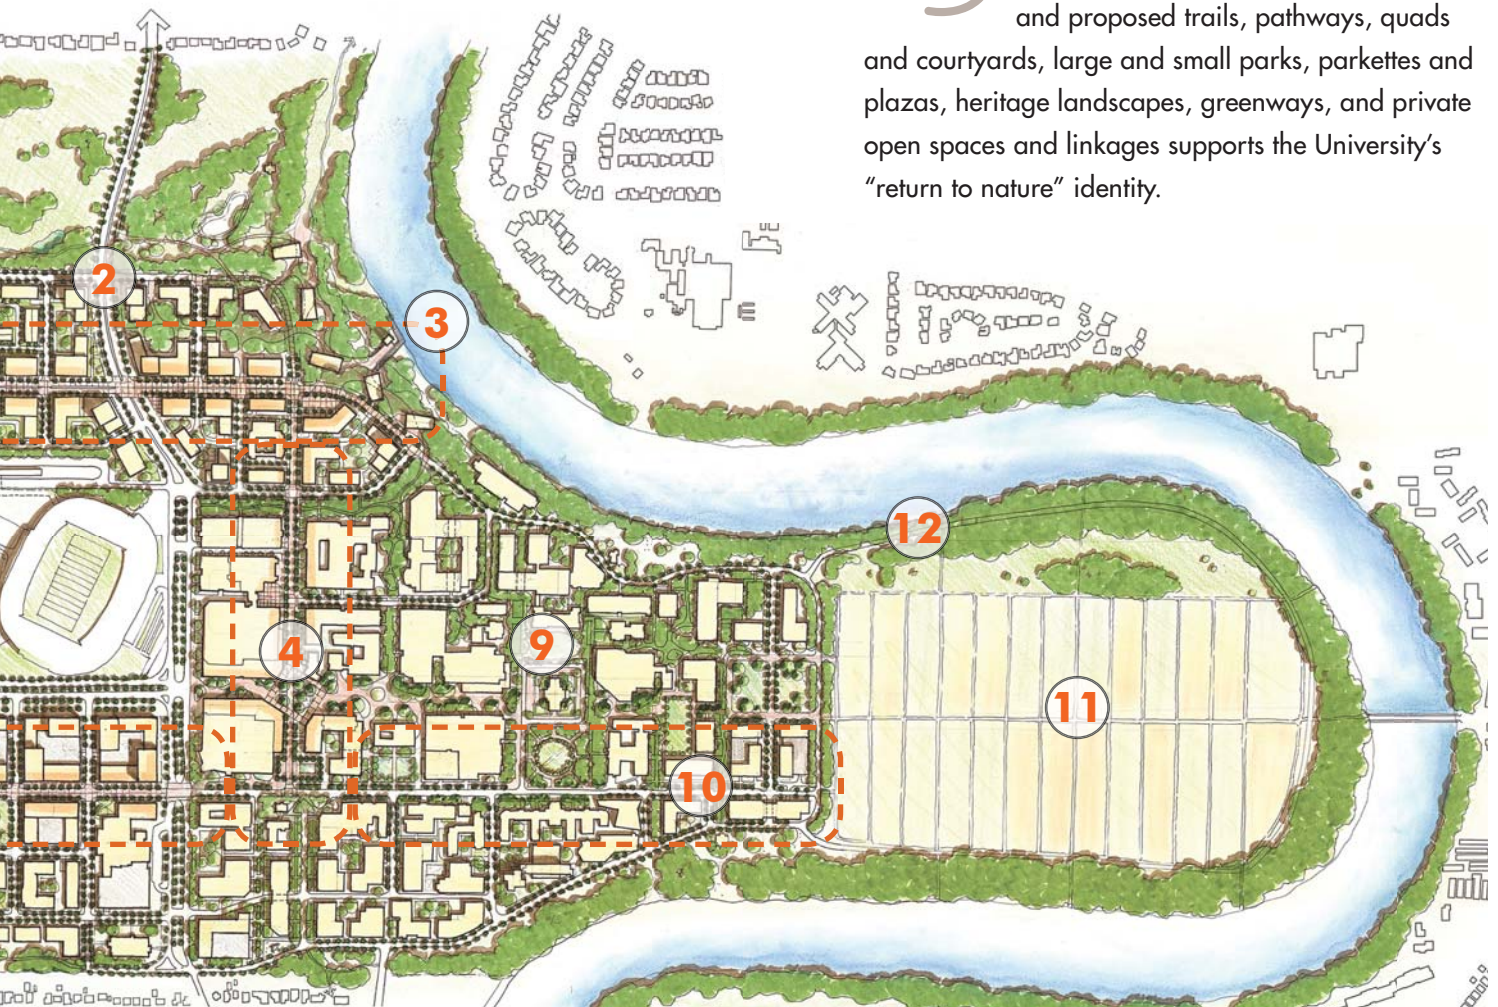 and proposed trails, pathways, quads
and courtyards, large and small parks, parkettes and
plazas, heritage landscapes, greenways, and private
open spaces and linkages supports the University’s
“return to nature” identity.
2
3
12
4
9
11
10